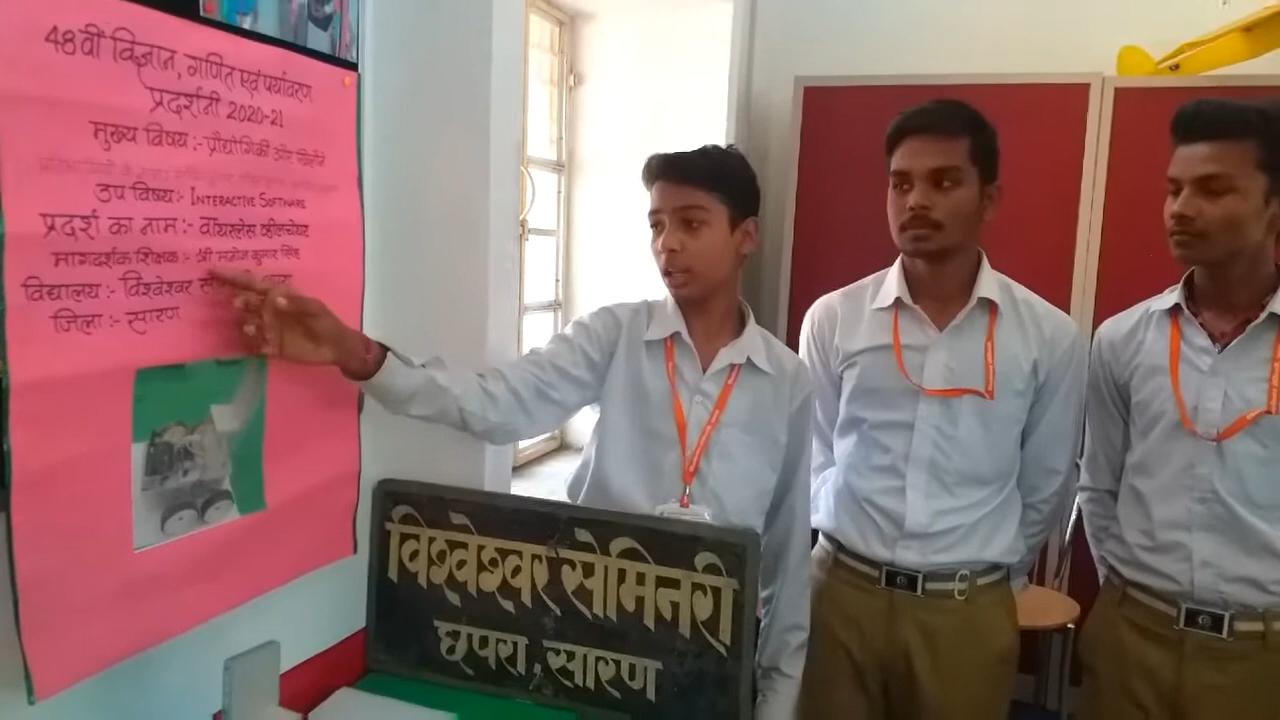 48वीं विज्ञान, गणित एवं पर्यावरण
प्रदर्शनी 2020-21
मुख्य विषय :- प्रौद्योगिकी और खिलौने
उप विषय :- INTERACTIVE SOFTWARE
प्रदर्श का नाम :- वायरलेस व्हीलचेयर
मार्गदर्शक शिक्षक :- श्री मनोज कुमार सिंह
विद्यालय :- विश्वेश्वर
जिला :- सारण
विश्वेश्वर सेमिनरी
छपरा, सारण